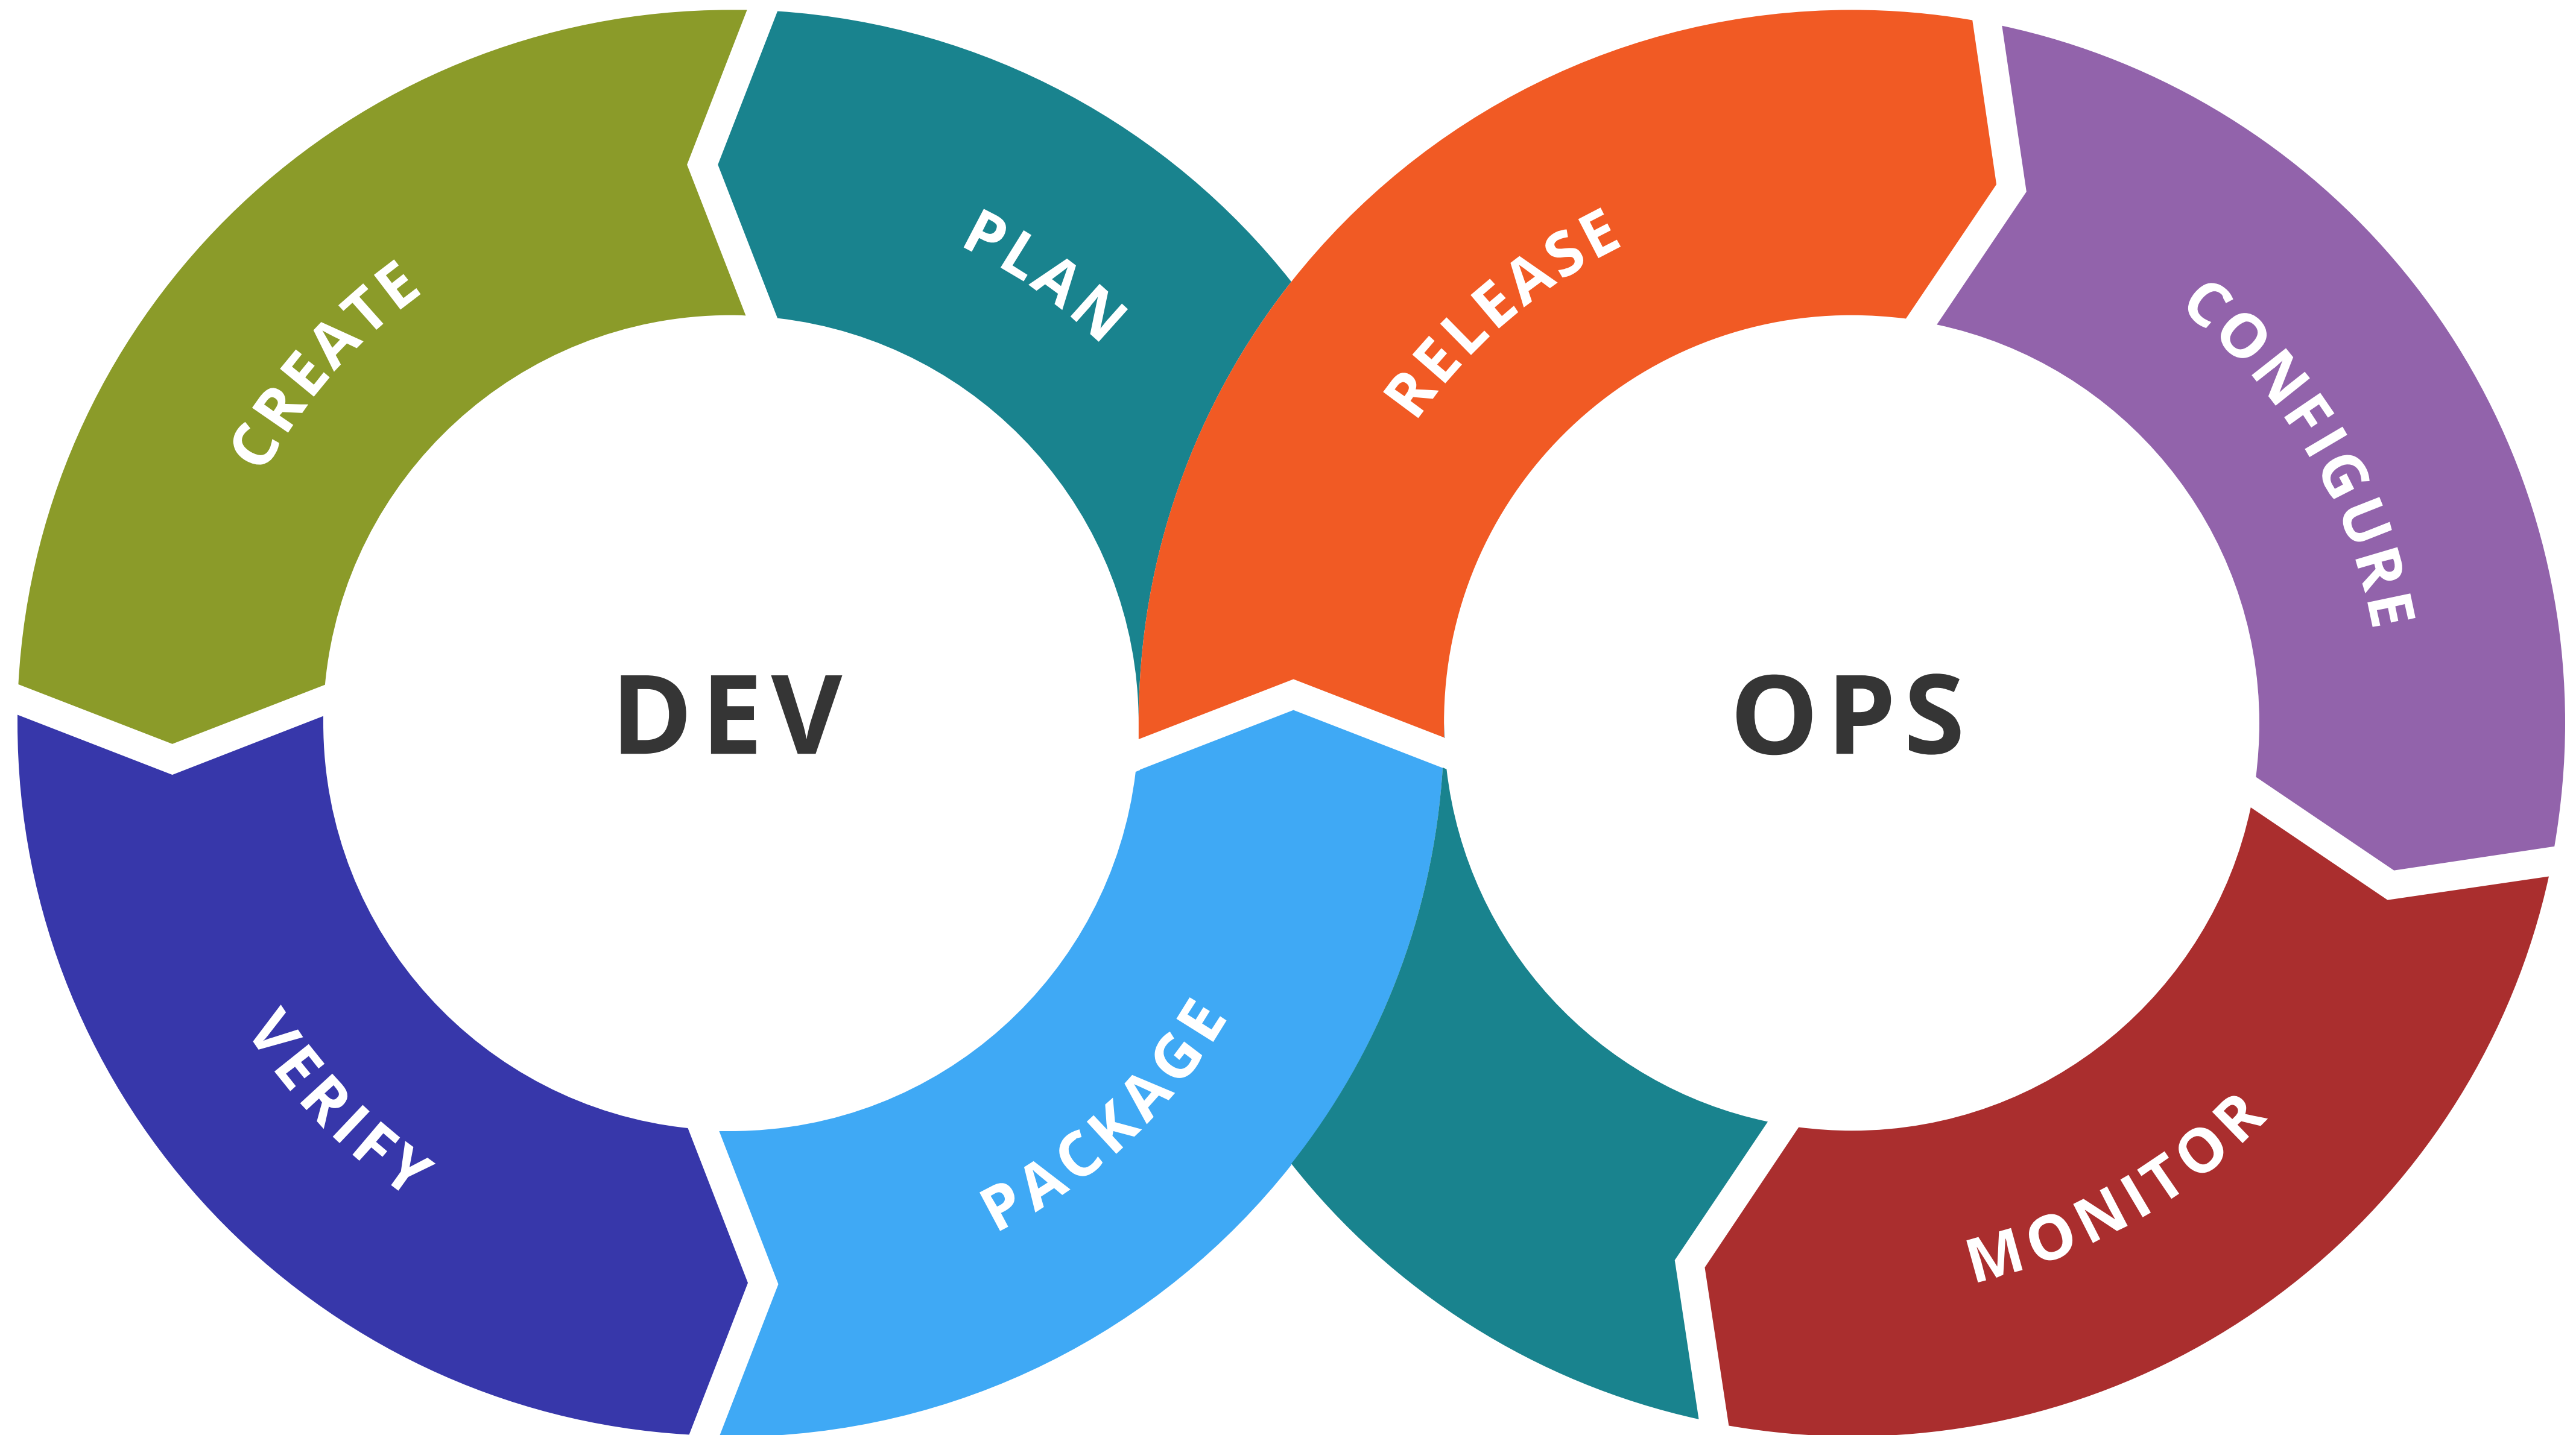 PLAN
CREATE
VERIFY
PACKAGE
RELEASE
CONFIGURE
MONITOR
DEV
OPS